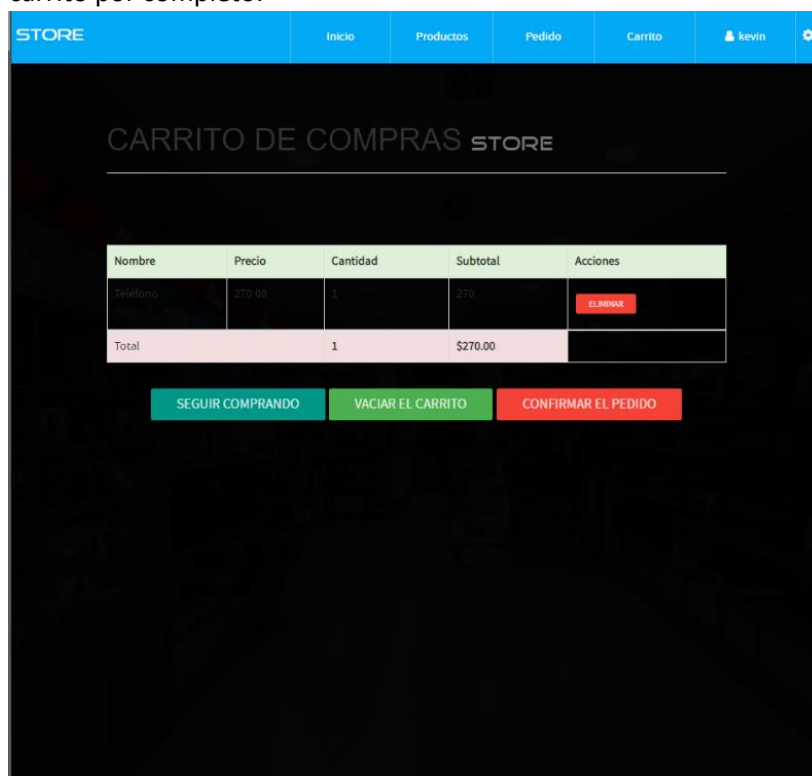 carrito por completo.
STORE Inicio Productos Pedido Carrito kevin
CARRITO DE COMPRAS STORE
Nombre Precio Cantidad Subtotal Acciones
Teléfono 270.00 1 270 ELIMINAR
Total 1 $270.00
SEGUIR COMPRANDO VACIAR EL CARRITO CONFIRMAR EL PEDIDO